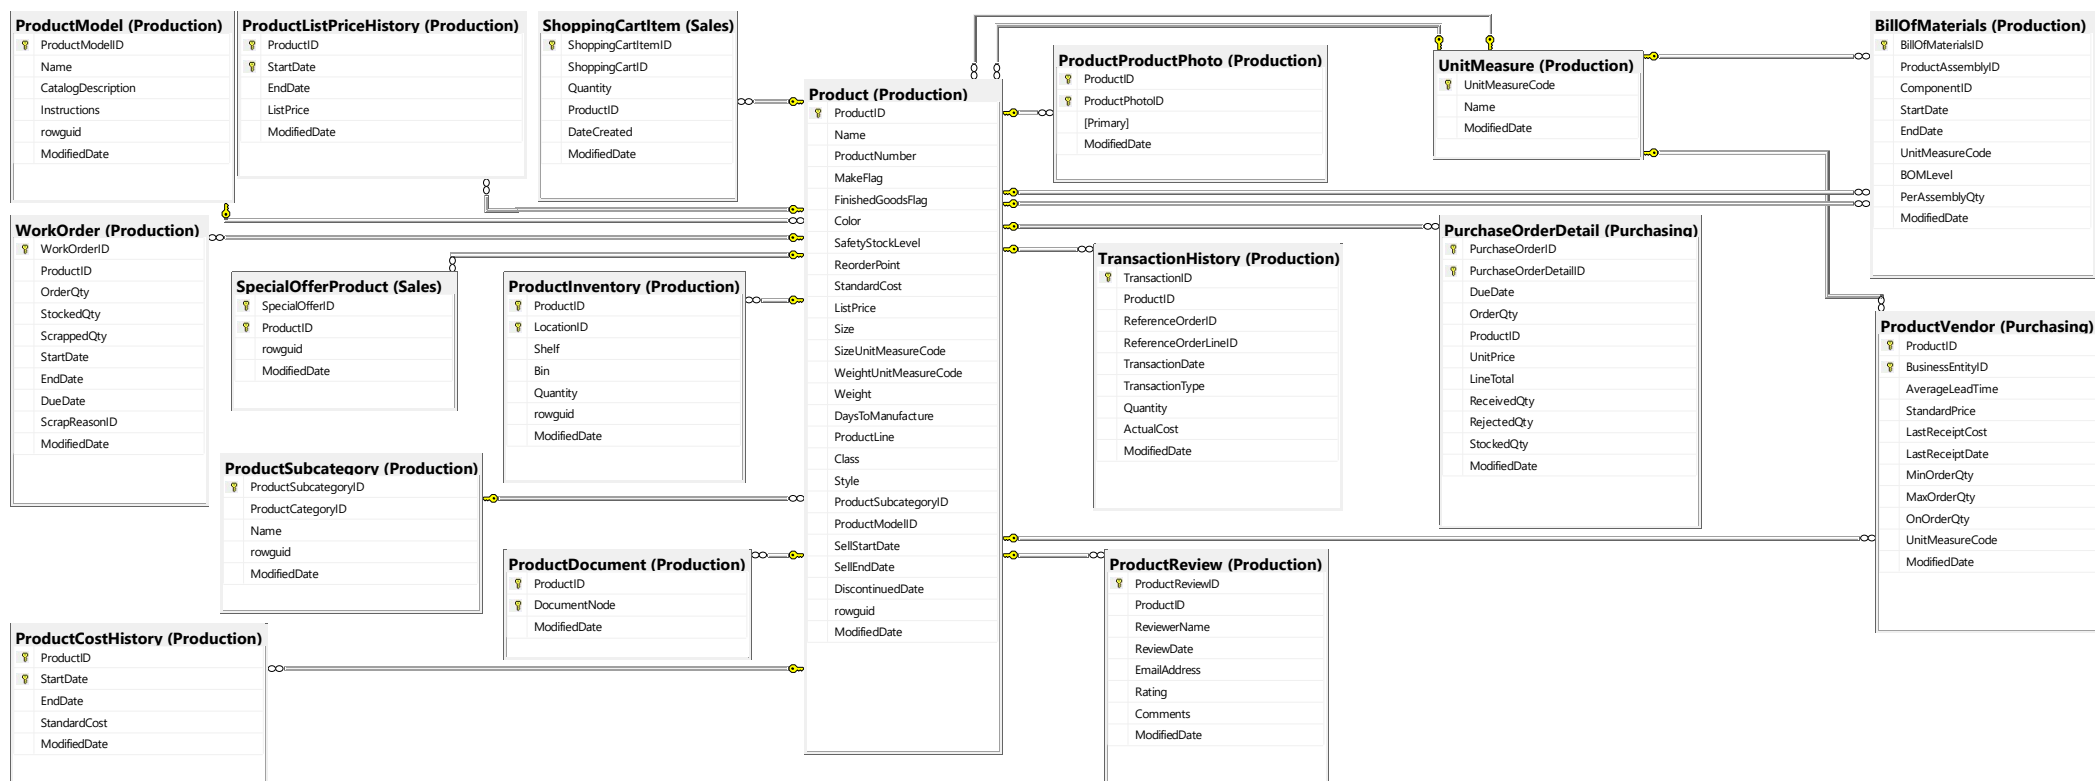 ProductModel (Production)
ProductModelID
Name
CatalogDescription
Instructions
rowguid
ModifiedDate
ProductListPriceHistory (Production)
ProductID
StartDate
EndDate
ListPrice
ModifiedDate
ShoppingCartItem (Sales)
ShoppingCartItemID
ShoppingCartID
Quantity
ProductID
DateCreated
ModifiedDate
Product (Production)
ProductID
Name
ProductNumber
MakeFlag
FinishedGoodsFlag
Color
SafetyStockLevel
ReorderPoint
StandardCost
ListPrice
Size
SizeUnitMeasureCode
WeightUnitMeasureCode
Weight
DaysToManufacture
ProductLine
Class
Style
ProductSubcategoryID
ProductModelID
SellStartDate
SellEndDate
DiscontinuedDate
rowguid
ModifiedDate
ProductProductPhoto (Production)
ProductID
ProductPhotoID
[Primary]
ModifiedDate
UnitMeasure (Production)
UnitMeasureCode
Name
ModifiedDate
BillOfMaterials (Production)
BillOfMaterialsID
ProductAssemblyID
ComponentID
StartDate
EndDate
UnitMeasureCode
BOMLevel
PerAssemblyQty
ModifiedDate
WorkOrder (Production)
WorkOrderID
ProductID
OrderQty
StockedQty
ScrappedQty
StartDate
EndDate
DueDate
ScrapReasonID
ModifiedDate
SpecialOfferProduct (Sales)
SpecialOfferID
ProductID
rowguid
ModifiedDate
ProductInventory (Production)
ProductID
LocationID
Shelf
Bin
Quantity
rowguid
ModifiedDate
TransactionHistory (Production)
TransactionID
ProductID
ReferenceOrderID
ReferenceOrderLineID
TransactionDate
TransactionType
Quantity
ActualCost
ModifiedDate
PurchaseOrderDetail (Purchasing)
PurchaseOrderID
PurchaseOrderDetailID
DueDate
OrderQty
ProductID
UnitPrice
LineTotal
ReceivedQty
RejectedQty
StockedQty
ModifiedDate
ProductVendor (Purchasing)
ProductID
BusinessEntityID
AverageLeadTime
StandardPrice
LastReceiptCost
LastReceiptDate
MinOrderQty
MaxOrderQty
OnOrderQty
UnitMeasureCode
ModifiedDate
ProductSubcategory (Production)
ProductSubcategoryID
ProductCategoryID
Name
rowguid
ModifiedDate
ProductDocument (Production)
ProductID
DocumentNode
ModifiedDate
ProductReview (Production)
ProductReviewID
ProductID
ReviewerName
ReviewDate
EmailAddress
Rating
Comments
ModifiedDate
ProductCostHistory (Production)
ProductID
StartDate
EndDate
StandardCost
ModifiedDate